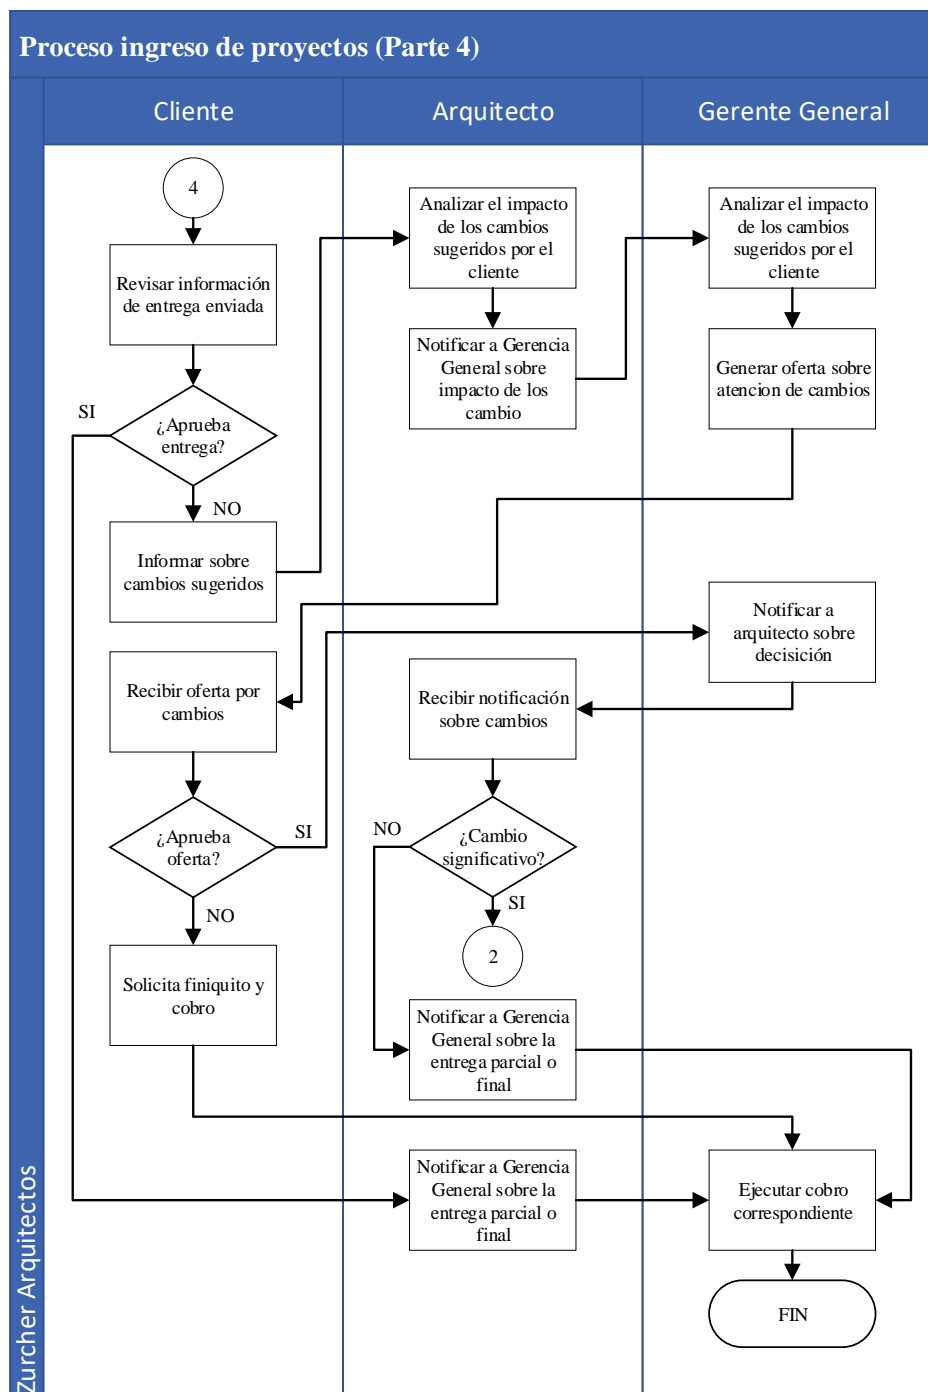 Proceso ingreso de proyectos (Parte 4)
Cliente
Arquitecto
Gerente General
Zurcher Arquitectos
4
Revisar información
de entrega enviada
¿Aprueba
entrega?
SI
NO
Informar sobre
cambios sugeridos
Analizar el impacto
de los cambios
sugeridos por el
cliente
Notificar a Gerencia
General sobre
impacto de los
cambio
Analizar el impacto
de los cambios
sugeridos por el
cliente
Generar oferta sobre
atencion de cambios
Recibir oferta por
cambios
¿Aprueba
oferta?
SI
NO
Notificar a
arquitecto sobre
decisición
Recibir notificación
sobre cambios
¿Cambio
significativo?
NO
SI
2
Solicita finiquito y
cobro
Notificar a Gerencia
General sobre la
entrega parcial o
final
Notificar a Gerencia
General sobre la
entrega parcial o
final
Ejecutar cobro
correspondiente
FIN